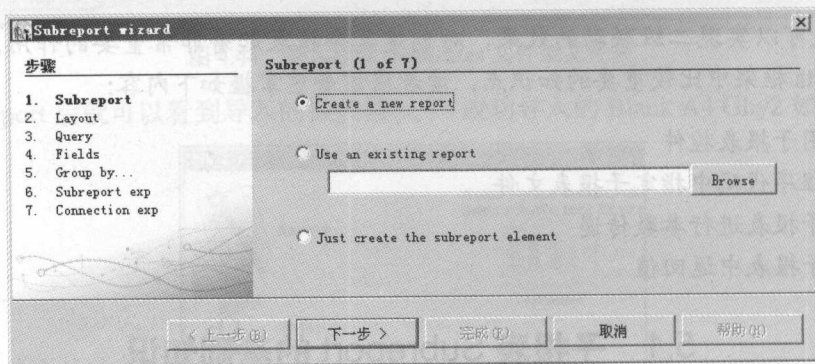 Subreport wizard
步骤
1. Subreport
2. Layout
3. Query
4. Fields
5. Group by...
6. Subreport exp
7. Connection exp
Subreport (1 of 7)
Create a new report
Use an existing report
Browse
Just create the subreport element
< 上一步(B)
下一步 >
完成(F)
取消
帮助(H)